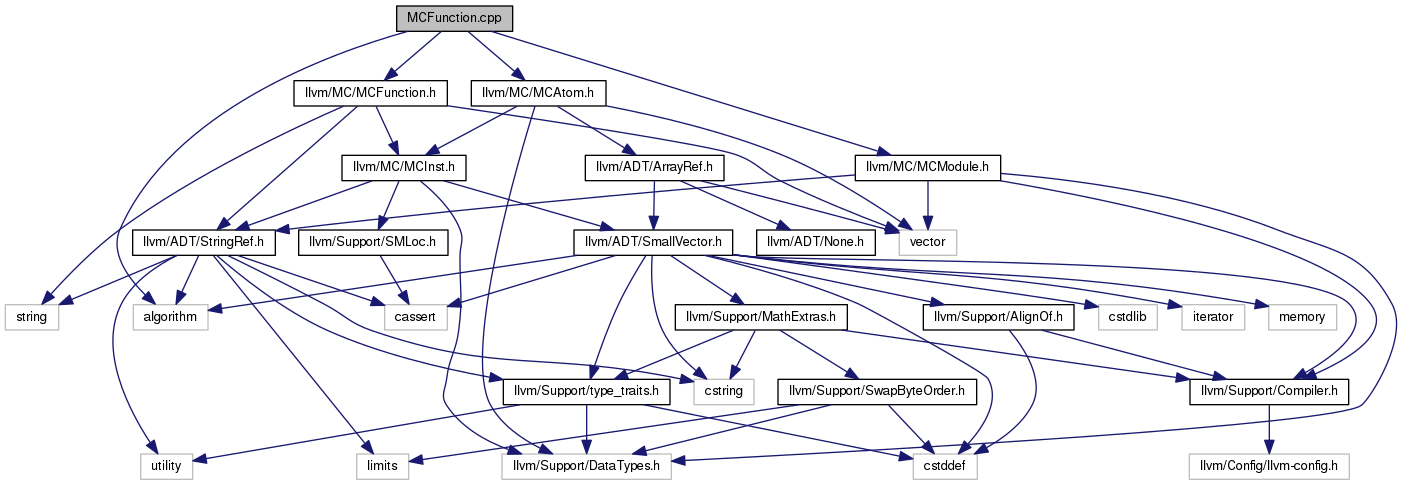 MCFunction.cpp
llvm/MC/MCFunction.h
llvm/MC/MCAtom.h
llvm/MC/MCInst.h
llvm/ADT/ArrayRef.h
llvm/MC/MCModule.h
llvm/ADT/StringRef.h
llvm/Support/SMLoc.h
llvm/ADT/SmallVector.h
llvm/ADT/None.h
vector
string
algorithm
cassert
llvm/Support/MathExtras.h
llvm/Support/AlignOf.h
cstdlib
iterator
memory
llvm/Support/type_traits.h
cstring
llvm/Support/SwapByteOrder.h
llvm/Support/Compiler.h
utility
limits
llvm/Support/DataTypes.h
cstddef
llvm/Config/llvm-config.h